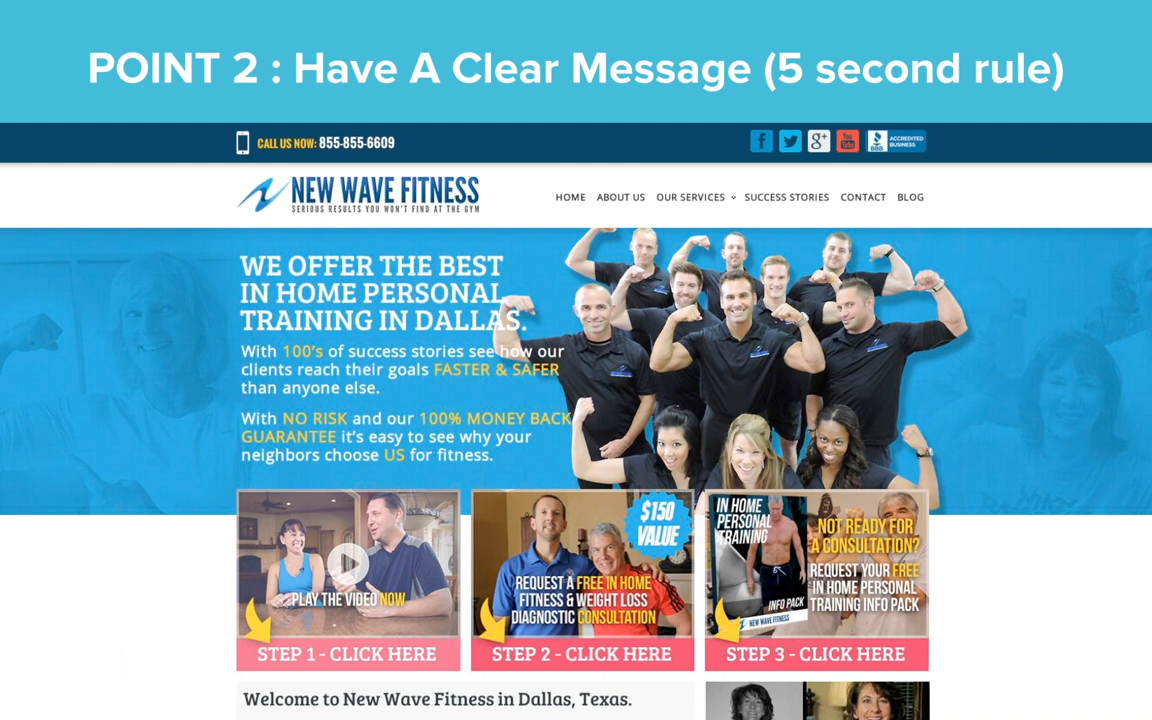 POINT 2 : Have A Clear Message (5 second rule)
CALL US NOW: 855-855-6609
f
g+
You
Tube
BBB
ACCREDITED
BUSINESS
NEW WAVE FITNESS
SERIOUS RESULTS YOU WON'T FIND AT THE GYM
HOME ABOUT US OUR SERVICES SUCCESS STORIES CONTACT BLOG
WE OFFER THE BEST
IN HOME PERSONAL
TRAINING IN DALLAS.
With 100's of success stories see how our
clients reach their goals FASTER & SAFER
than anyone else.
With NO RISK and our 100% MONEY BACK
GUARANTEE it's easy to see why your
neighbors choose US for fitness.
PLAY THE VIDEO NOW
STEP 1 - CLICK HERE
$150
VALUE
REQUEST A FREE IN HOME
FITNESS & WEIGHT LOSS
DIAGNOSTIC CONSULTATION
STEP 2 - CLICK HERE
IN HOME
PERSONAL
TRAINING
INFO PACK
NEW WAVE FITNESS
NOT READY FOR
A CONSULTATION?
REQUEST YOUR FREE
IN HOME PERSONAL
TRAINING INFO PACK
STEP 3 - CLICK HERE
Welcome to New Wave Fitness in Dallas, Texas.